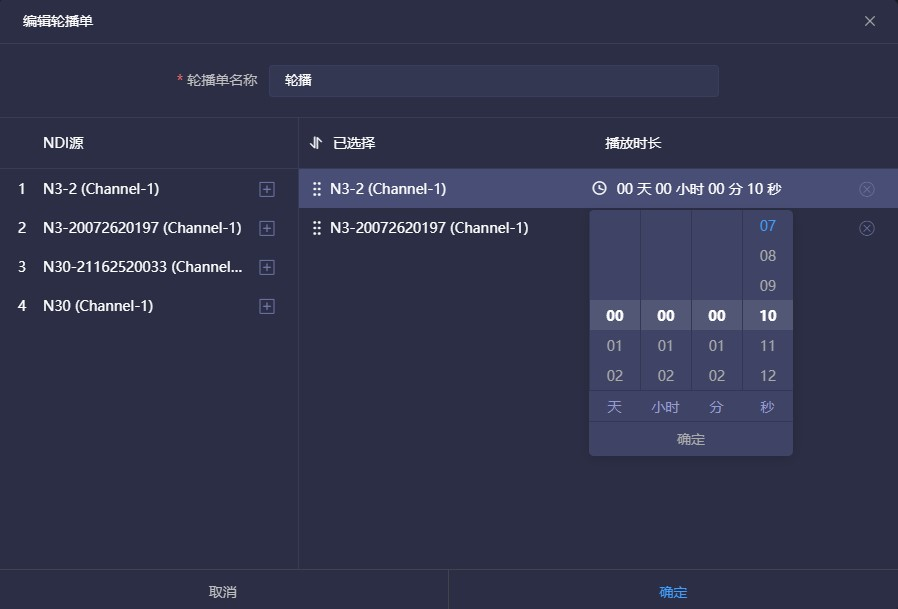 编辑轮播单
* 轮播单名称 轮播
NDI源 已选择 播放时长
1 N3-2 (Channel-1)
2 N3-20072620197 (Channel-1)
3 N30-21162520033 (Channel...
4 N30 (Channel-1)
N3-2 (Channel-1) 00 天 00 小时 00 分 10 秒
N3-20072620197 (Channel-1)
07
08
09
00 00 00 10
01 01 01 11
02 02 02 12
天 小时 分 秒
确定
取消 确定